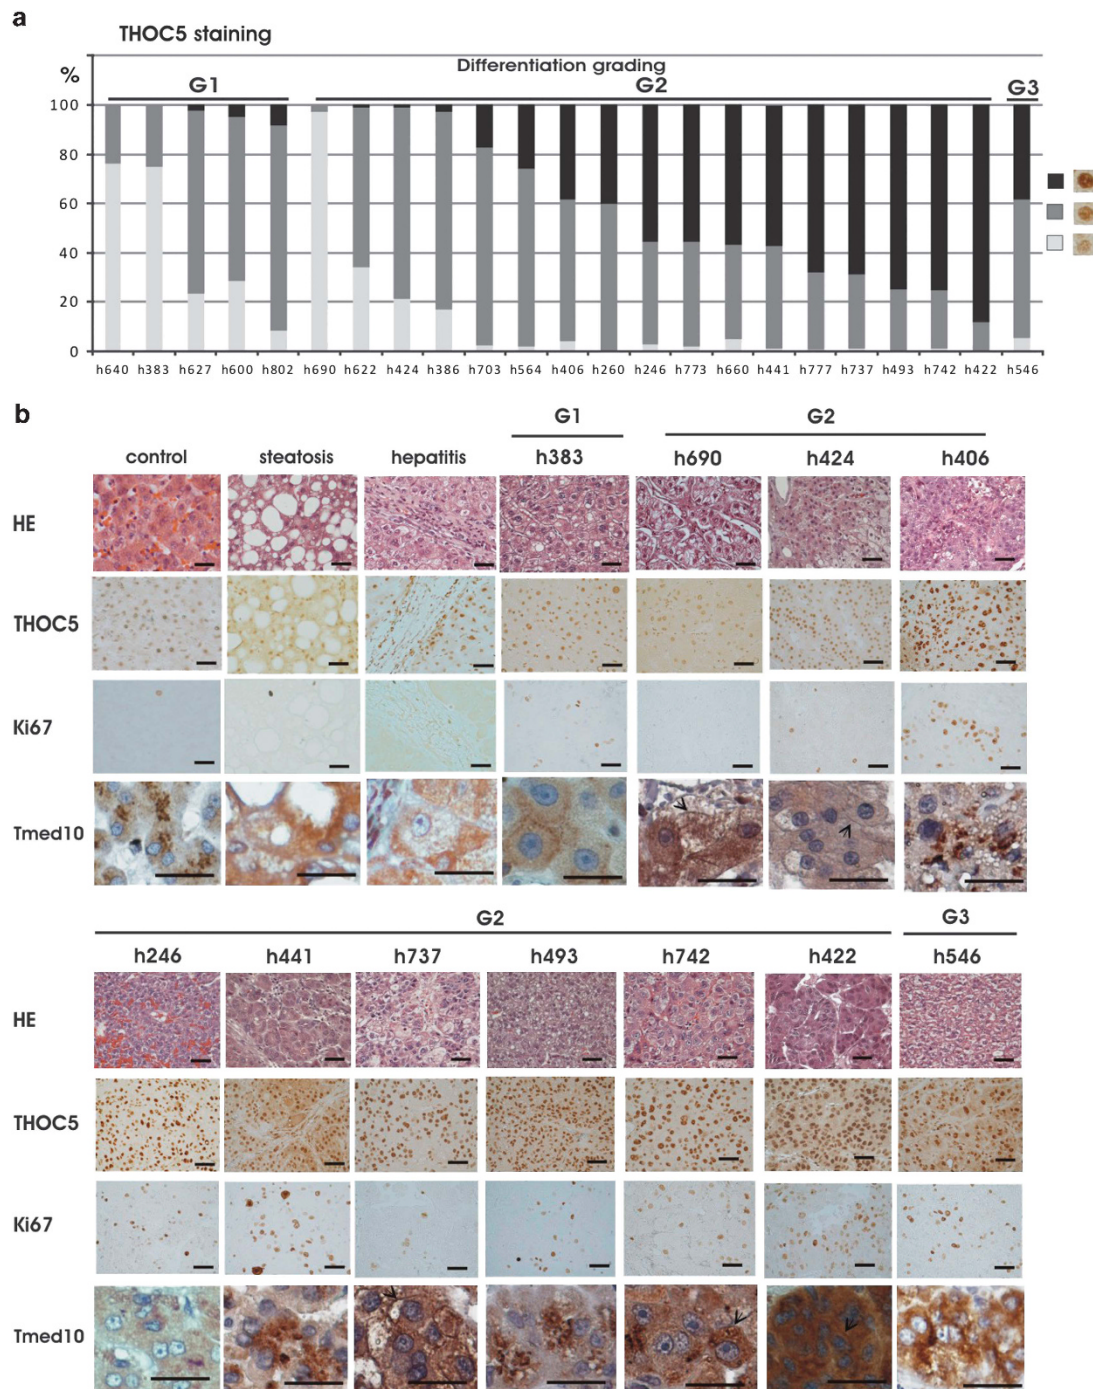 a
THOC5 staining
Differentiation grading
%
G1 G2 G3
100
80
60
40
20
0
h640 h383 h627 h600 h802 h690 h622 h424 h386 h703 h564 h406 h260 h246 h773 h660 h441 h777 h737 h493 h742 h422 h546
b
G1 G2
control steatosis hepatitis h383 h690 h424 h406
HE
THOC5
Ki67
Tmed10
G2 G3
h246 h441 h737 h493 h742 h422 h546
HE
THOC5
Ki67
Tmed10